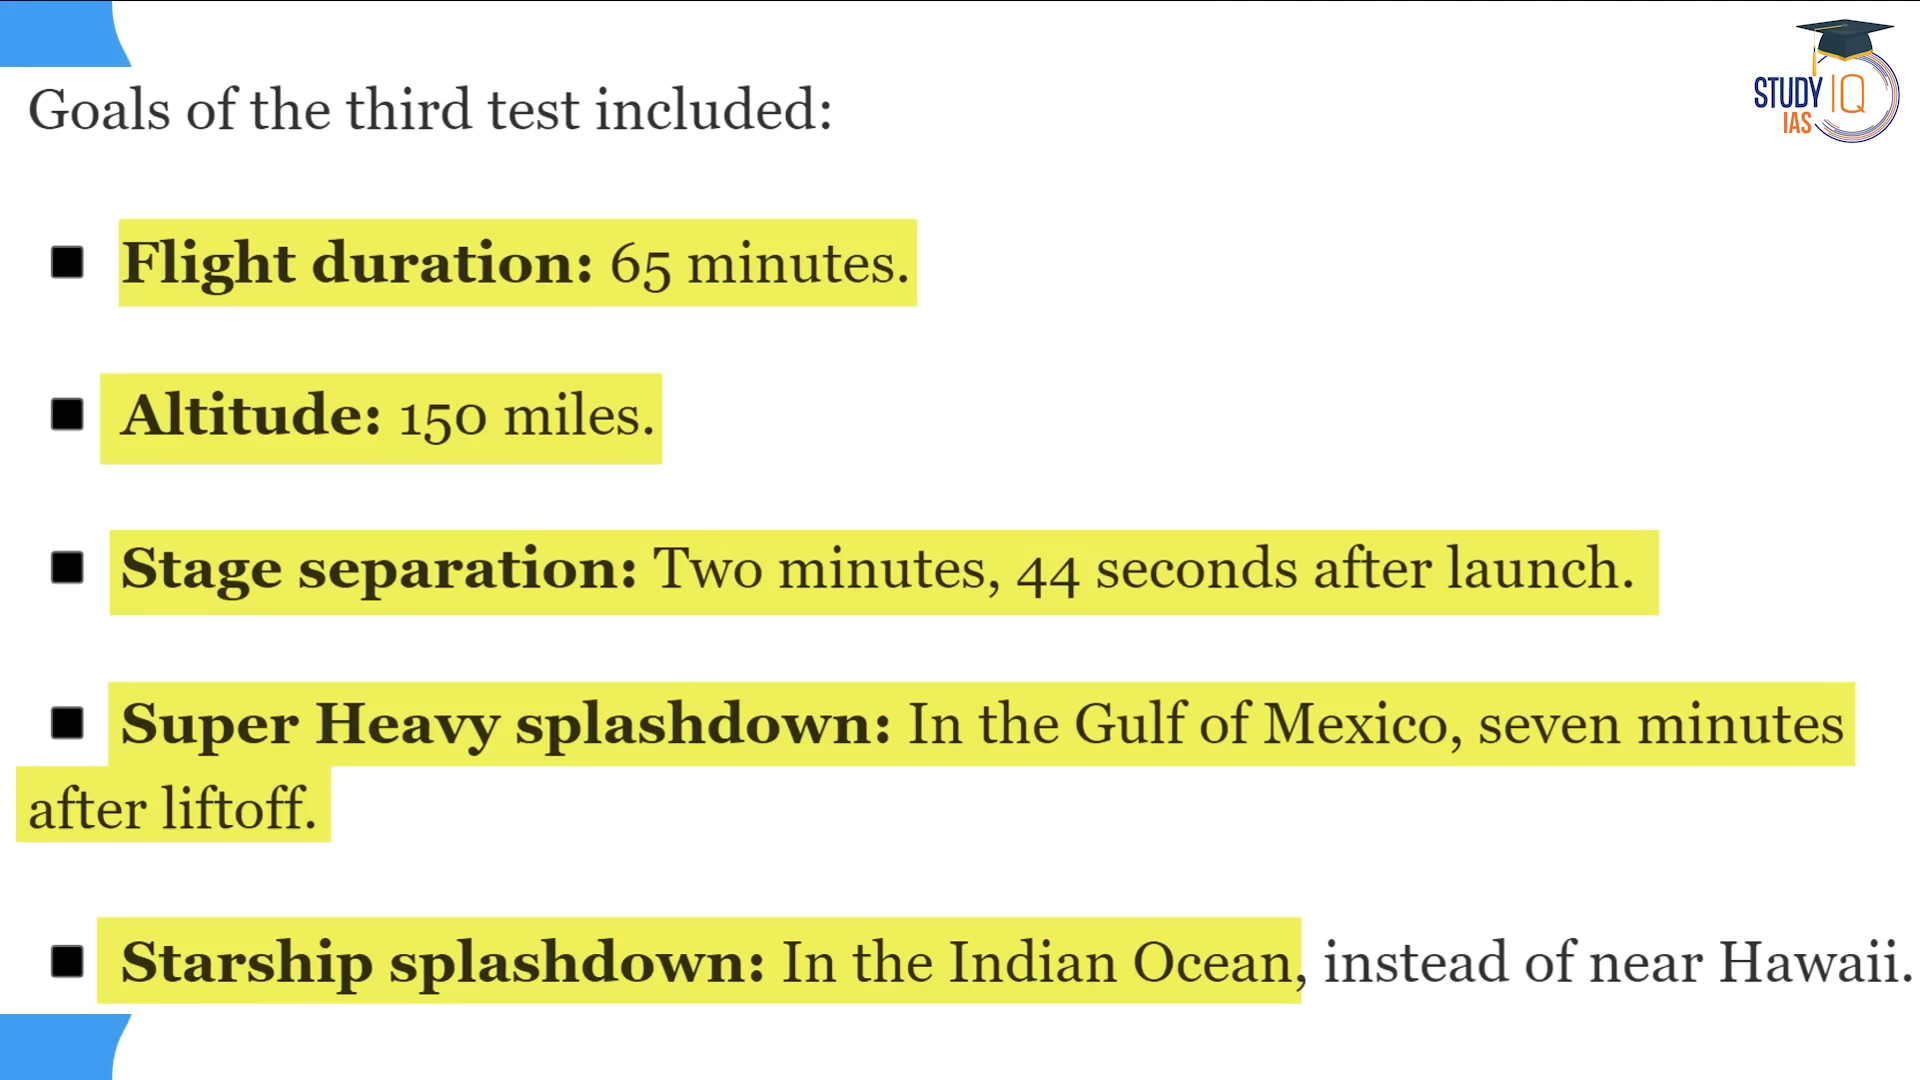 STUDY IQ
IAS
Goals of the third test included:
■ Flight duration: 65 minutes.
■ Altitude: 150 miles.
■ Stage separation: Two minutes, 44 seconds after launch.
■ Super Heavy splashdown: In the Gulf of Mexico, seven minutes
after liftoff.
■ Starship splashdown: In the Indian Ocean, instead of near Hawaii.